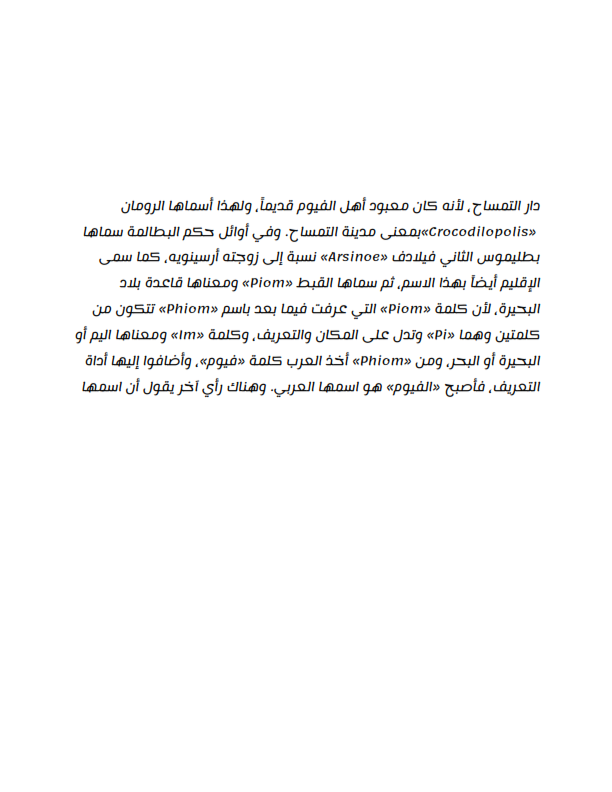 دار التمساح، لأنه كان معبود أهل الفيوم قديماً، ولهذا أسماها الرومان
«Crocodilopolis»بمعنى مدينة التمساح. وفي أوائل حكم البطالمة سماها
بطليموس الثاني فيلادف «Arsinoe» نسبة إلى زوجته أرسينويه، كما سمى
الإقليم أيضاً بهذا الاسم، ثم سماها القبط «Piom» ومعناها قاعدة بلاد
البحيرة، لأن كلمة «Piom» التي عرفت فيما بعد باسم «Phiom» تتكون من
كلمتين وهما «Pi» وتدل على المكان والتعريف، وكلمة «Im» ومعناها اليم أو
البحيرة أو البحر، ومن «Phiom» أخذ العرب كلمة «فيوم»، وأضافوا إليها أداة
التعريف، فأصبح «الفيوم» هو اسمها العربي. وهناك رأي آخر يقول أن اسمها